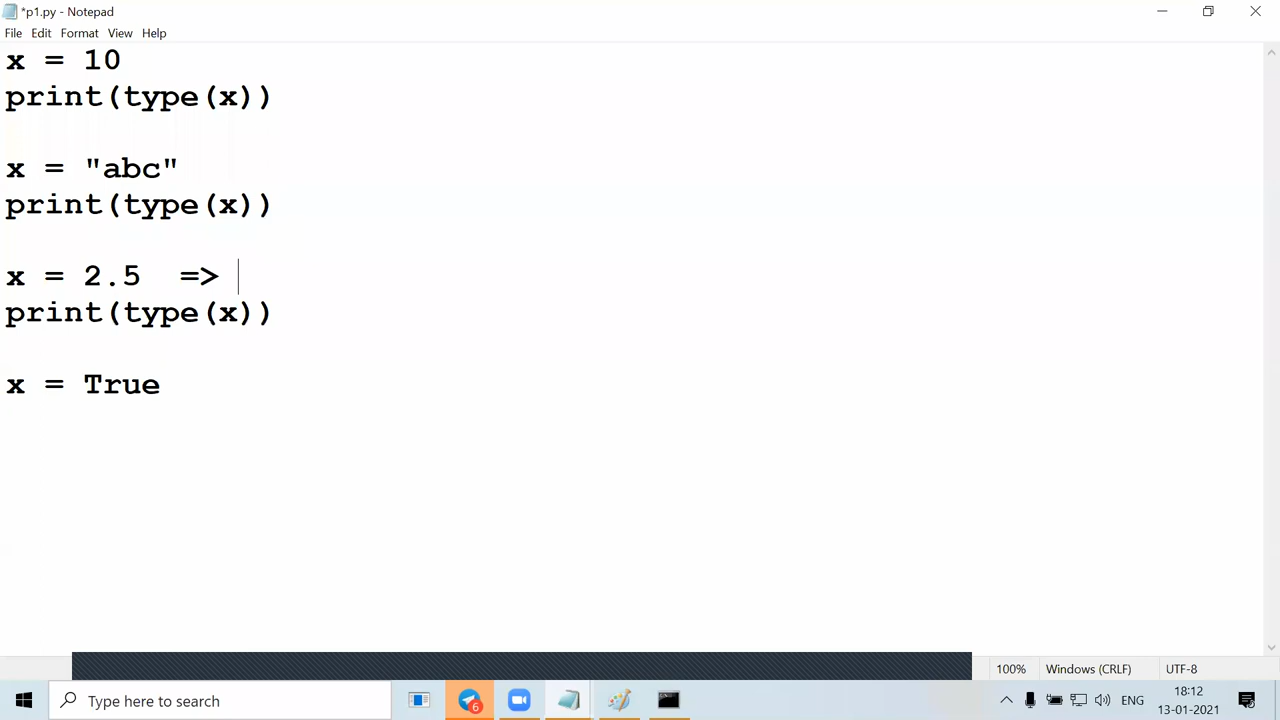 *p1.py - Notepad
File Edit Format View Help
x = 10
print(type(x))
x = "abc"
print(type(x))
x = 2.5 =>
print(type(x))
x = True
100% Windows (CRLF) UTF-8
Type here to search
6
ENG
18:12
13-01-2021